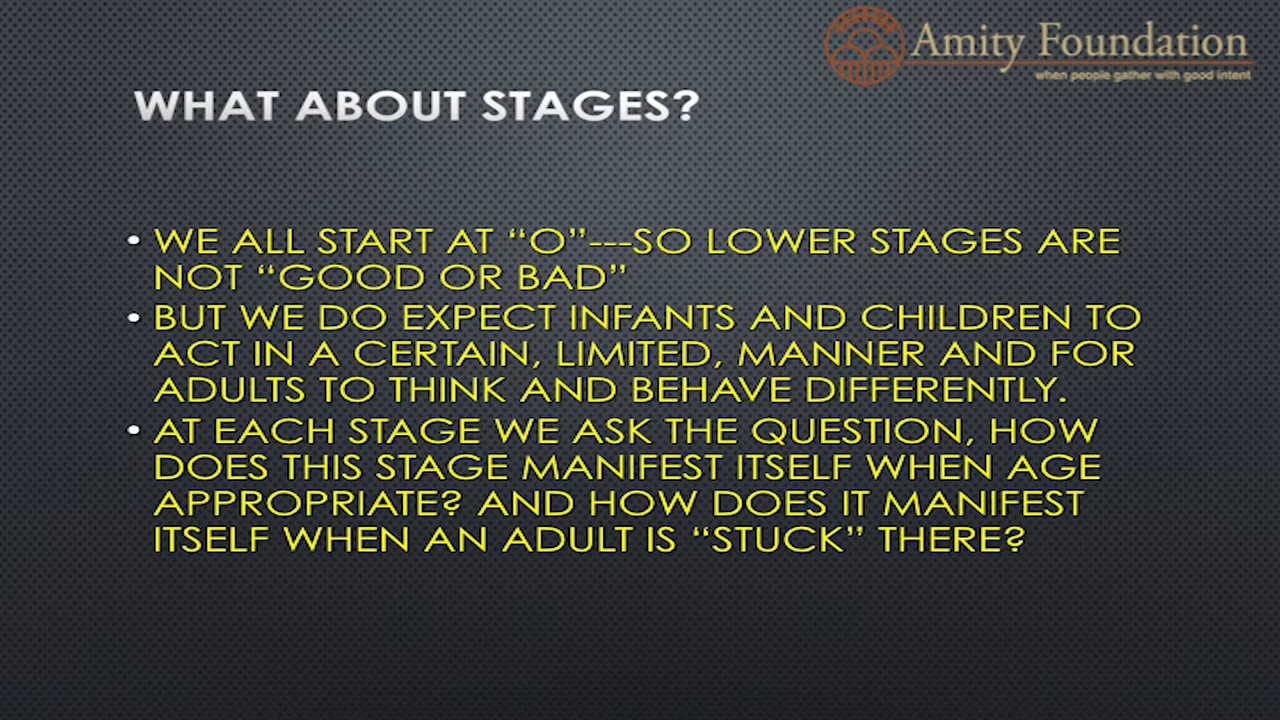 Amity Foundation
when people gather with good intent
WHAT ABOUT STAGES?
• WE ALL START AT “O”---SO LOWER STAGES ARE
NOT “GOOD OR BAD”
• BUT WE DO EXPECT INFANTS AND CHILDREN TO
ACT IN A CERTAIN, LIMITED, MANNER AND FOR
ADULTS TO THINK AND BEHAVE DIFFERENTLY.
• AT EACH STAGE WE ASK THE QUESTION, HOW
DOES THIS STAGE MANIFEST ITSELF WHEN AGE
APPROPRIATE? AND HOW DOES IT MANIFEST
ITSELF WHEN AN ADULT IS “STUCK” THERE?